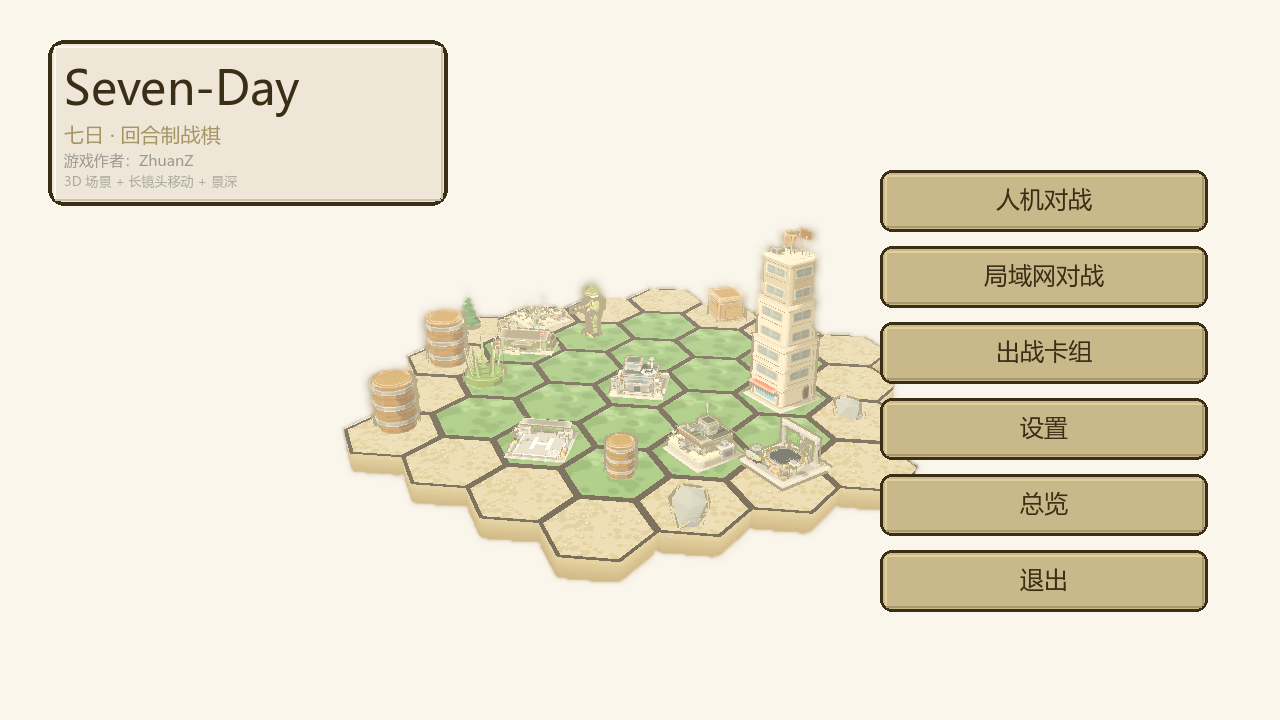 Seven-Day
七日 · 回合制战棋
游戏作者：ZhuanZ
3D 场景 + 长镜头移动 + 景深
人机对战
局域网对战
出战卡组
设置
总览
退出